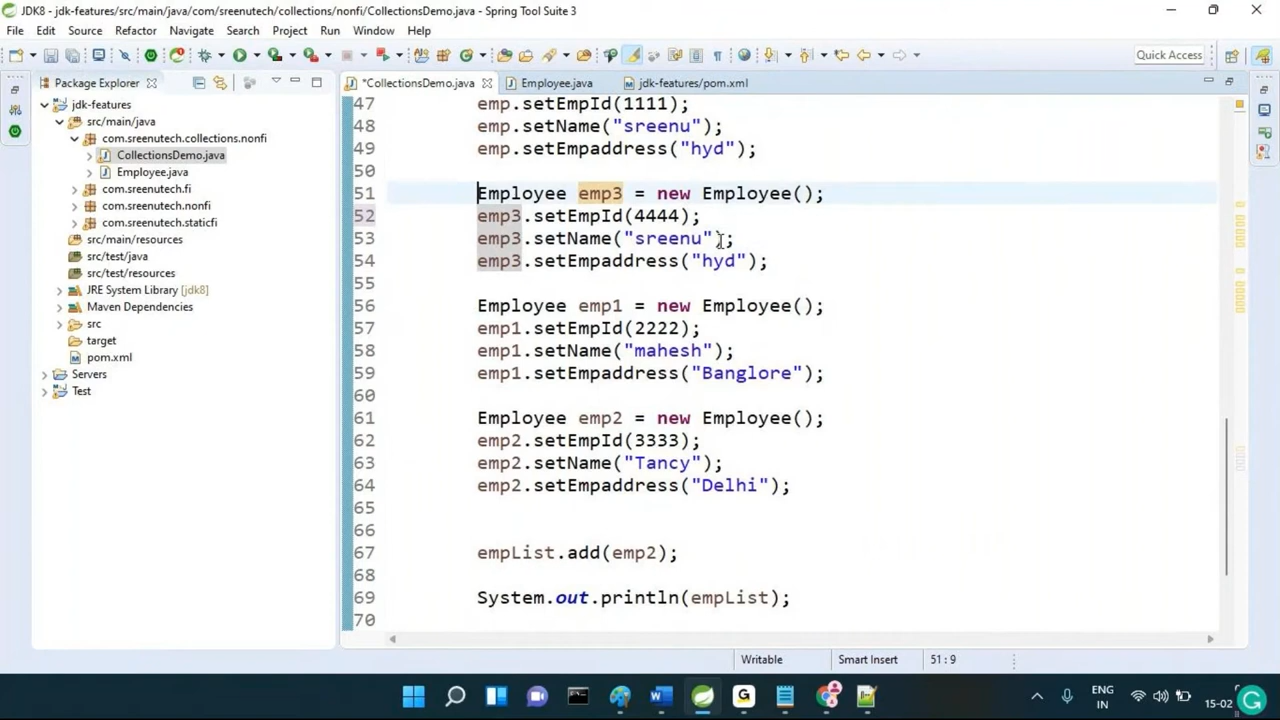 JDK8 - jdk-features/src/main/java/com/sreenutech/collections/nonfi/CollectionsDemo.java - Spring Tool Suite 3
File Edit Source Refactor Navigate Search Project Run Window Help
Quick Access
Package Explorer
*CollectionsDemo.java
Employee.java
jdk-features/pom.xml
jdk-features
src/main/java
com.sreenutech.collections.nonfi
CollectionsDemo.java
Employee.java
com.sreenutech.fi
com.sreenutech.nonfi
com.sreenutech.staticfi
src/main/resources
src/test/java
src/test/resources
JRE System Library [jdk8]
Maven Dependencies
src
target
pom.xml
Servers
Test
47 emp.setEmpId(1111);
48 emp.setName("sreenu");
49 emp.setEmpaddress("hyd");
50
51 Employee emp3 = new Employee();
52 emp3.setEmpId(4444);
53 emp3.setName("sreenu");
54 emp3.setEmpaddress("hyd");
55
56 Employee emp1 = new Employee();
57 emp1.setEmpId(2222);
58 emp1.setName("mahesh");
59 emp1.setEmpaddress("Banglore");
60
61 Employee emp2 = new Employee();
62 emp2.setEmpId(3333);
63 emp2.setName("Tancy");
64 emp2.setEmpaddress("Delhi");
65
66
67 empList.add(emp2);
68
69 System.out.println(empList);
70
Writable Smart Insert 51 : 9
ENG
IN
15-02